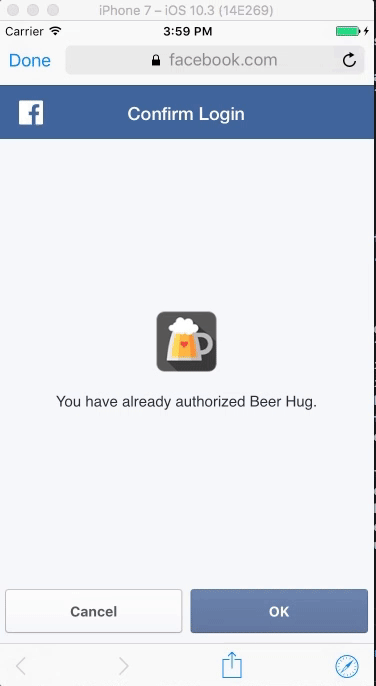 iPhone 7 – iOS 10.3 (14E269)
Carrier 3:59 PM
Done facebook.com
Confirm Login
You have already authorized Beer Hug.
Cancel OK